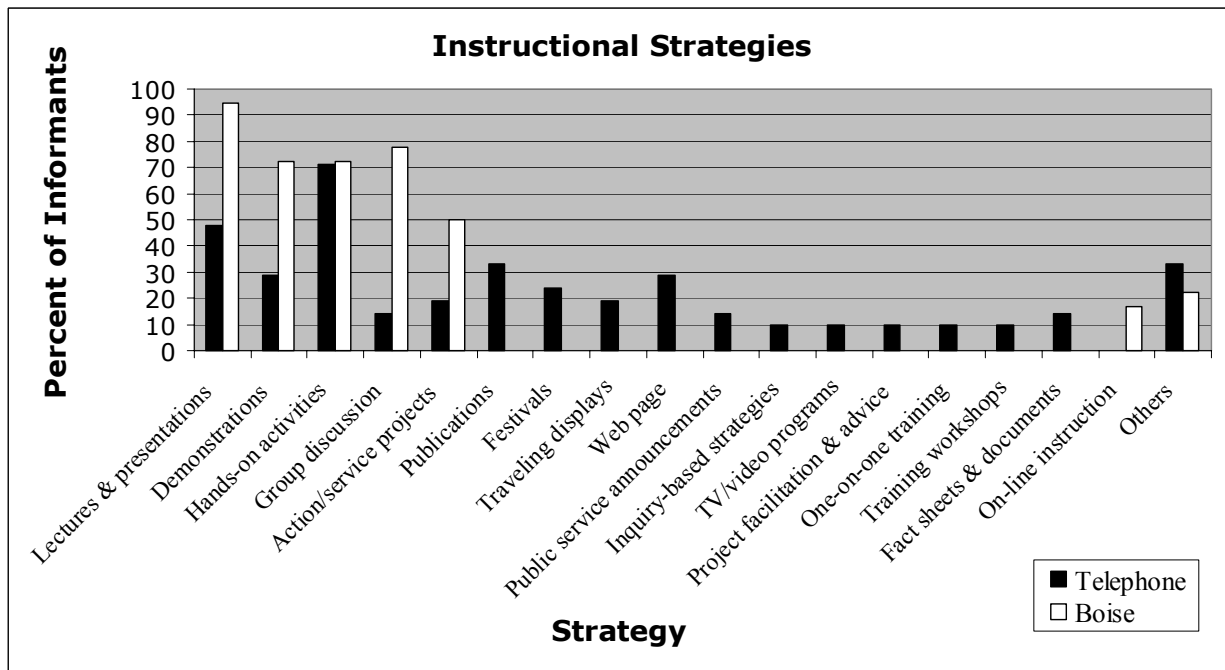 Instructional Strategies
Percent of Informants
100
90
80
70
60
50
40
30
20
10
0
Lectures & presentations
Demonstrations
Hands-on activities
Group discussion
Action/service projects
Publications
Festivals
Traveling displays
Web page
Public service announcements
Inquiry-based strategies
TV/video programs
Project facilitation & advice
One-on-one training
Training workshops
Fact sheets & documents
On-line instruction
Others
Strategy
Telephone
Boise